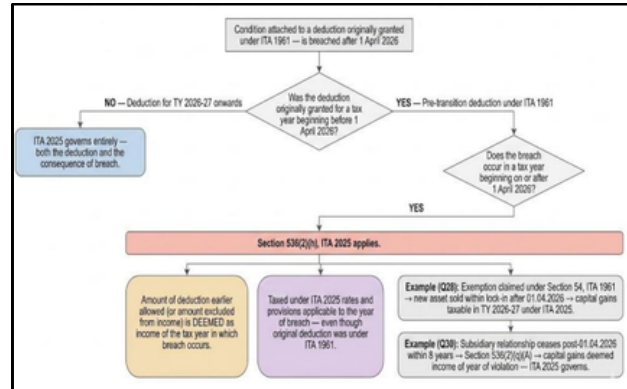 Condition attached to a deduction originally granted
under ITA 1961 — is breached after 1 April 2026
NO — Deduction for TY 2026-27 onwards
Was the deduction
originally granted for a tax
year beginning before 1
April 2026?
YES — Pre-transition deduction under ITA 1961
ITA 2025 governs entirely —
both the deduction and the
consequence of breach.
Does the breach
occur in a tax year
beginning on or after
1 April 2026?
YES
Section 536(2)(h), ITA 2025 applies.
Amount of deduction earlier
allowed (or amount excluded
from income) is DEEMED as
income of the tax year in which
breach occurs.
Taxed under ITA 2025 rates and
provisions applicable to the year
of breach — even though
original deduction was under
ITA 1961.
Example (Q28): Exemption claimed under Section 54, ITA 1961
→ new asset sold within lock-in after 01.04.2026 → capital gains
taxable in TY 2026-27 under ITA 2025.
Example (Q30): Subsidiary relationship ceases post-01.04.2026
within 8 years → Section 536(2)(q)(A) → capital gains deemed
income of year of violation — ITA 2025 governs.